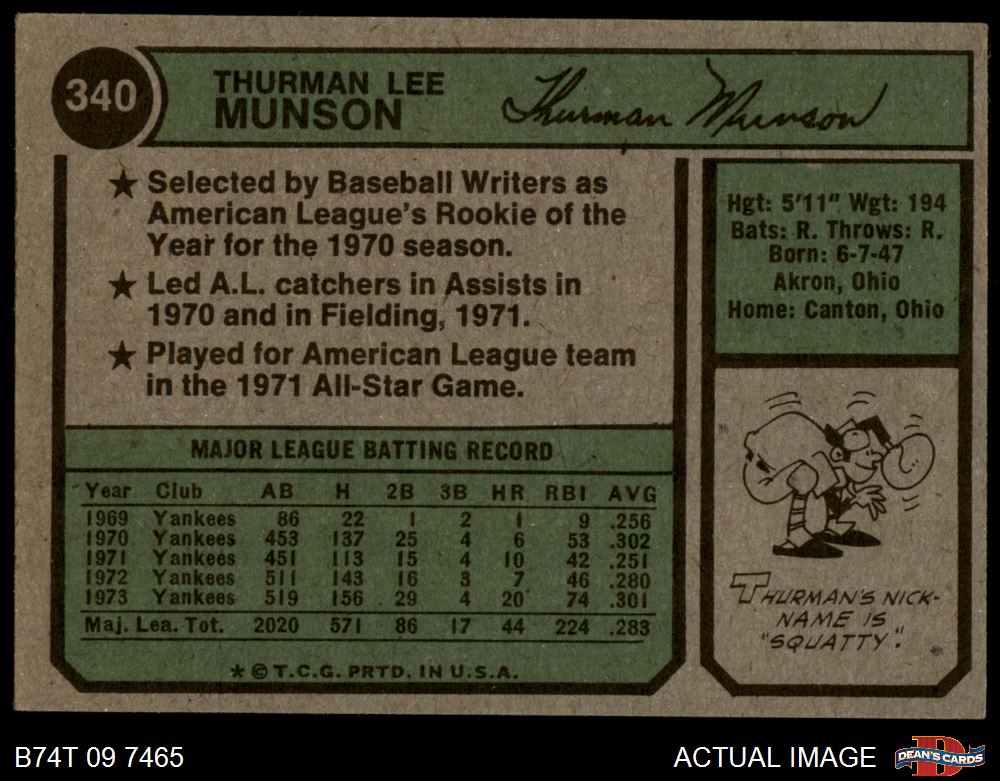 340
THURMAN LEE
MUNSON
Thurman Munson
★ Selected by Baseball Writers as
American League's Rookie of the
Year for the 1970 season.
★ Led A.L. catchers in Assists in
1970 and in Fielding, 1971.
★ Played for American League team
in the 1971 All-Star Game.
Hgt: 5'11" Wgt: 194
Bats: R. Throws: R.
Born: 6-7-47
Akron, Ohio
Home: Canton, Ohio
MAJOR LEAGUE BATTING RECORD
Year Club AB H 2B 3B HR RBI AVG
1969 Yankees 86 22 1 2 1 9 .256
1970 Yankees 453 137 25 4 6 53 .302
1971 Yankees 451 113 15 4 10 42 .251
1972 Yankees 511 143 16 3 7 46 .280
1973 Yankees 519 156 29 4 20 74 .301
Maj. Lea. Tot. 2020 571 86 17 44 224 .283
* © T.C.G. PRTD. IN U.S.A.
THURMAN'S NICK-
NAME IS
"SQUATTY".
B74T 09 7465
ACTUAL IMAGE
D
DEAN'S CARDS